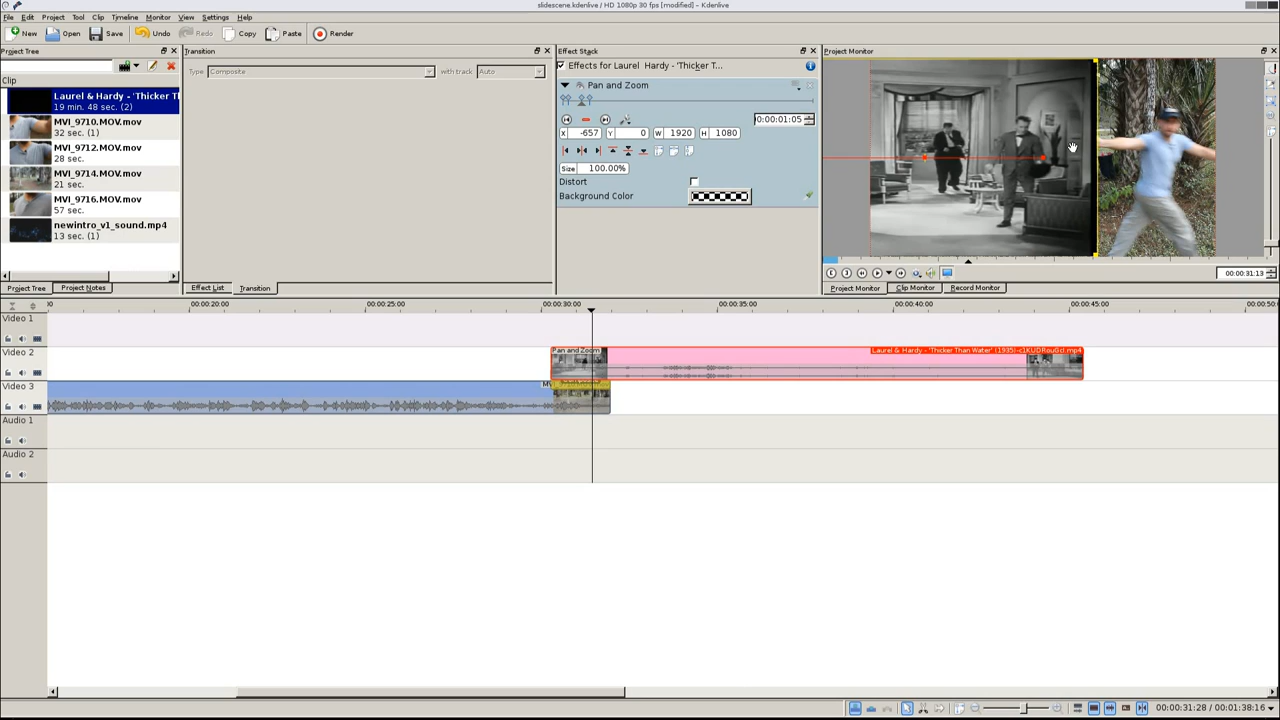 slidescene.kdenlive / HD 1080p 30 fps [modified] - Kdenlive
File Edit Project Tool Clip Timeline Monitor View Settings Help
New Open Save Undo Redo Copy Paste Render
Project Tree
Transition
Effect Stack
Project Monitor
Clip
Laurel & Hardy - 'Thicker T
19 min. 48 sec. (2)
MVI_9710.MOV.mov
32 sec. (1)
MVI_9712.MOV.mov
28 sec.
MVI_9714.MOV.mov
21 sec.
MVI_9716.MOV.mov
57 sec.
newintro_v1_sound.mp4
13 sec. (1)
Type Composite with track Auto
Effects for Laurel Hardy - 'Thicker T...
Pan and Zoom
0:00:01:05
X -657 Y 0 W 1920 H 1080
Size 100.00%
Distort
Background Color
00:00:31:13
Project Tree Project Notes
Effect List Transition
Project Monitor Clip Monitor Record Monitor
00:00:20:00 00:00:25:00 00:00:30:00 00:00:35:00 00:00:40:00 00:00:45:00
Video 1
Video 2
Pan and Zoom
Laurel & Hardy - 'Thicker Than Water' (1935)-c1KUDRouGcI.mp4
Video 3
Audio 1
Audio 2
00:00:31:28 / 00:01:38:16